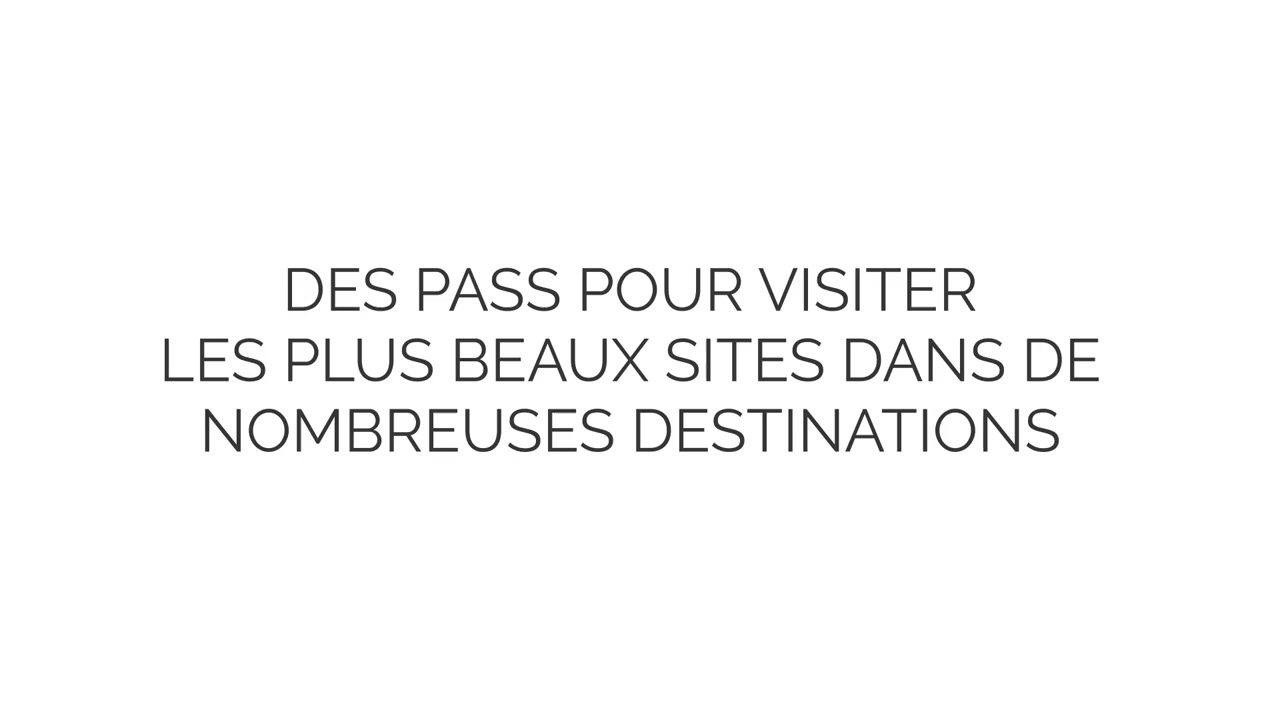 DES PASS POUR VISITER
LES PLUS BEAUX SITES DANS DE
NOMBREUSES DESTINATIONS